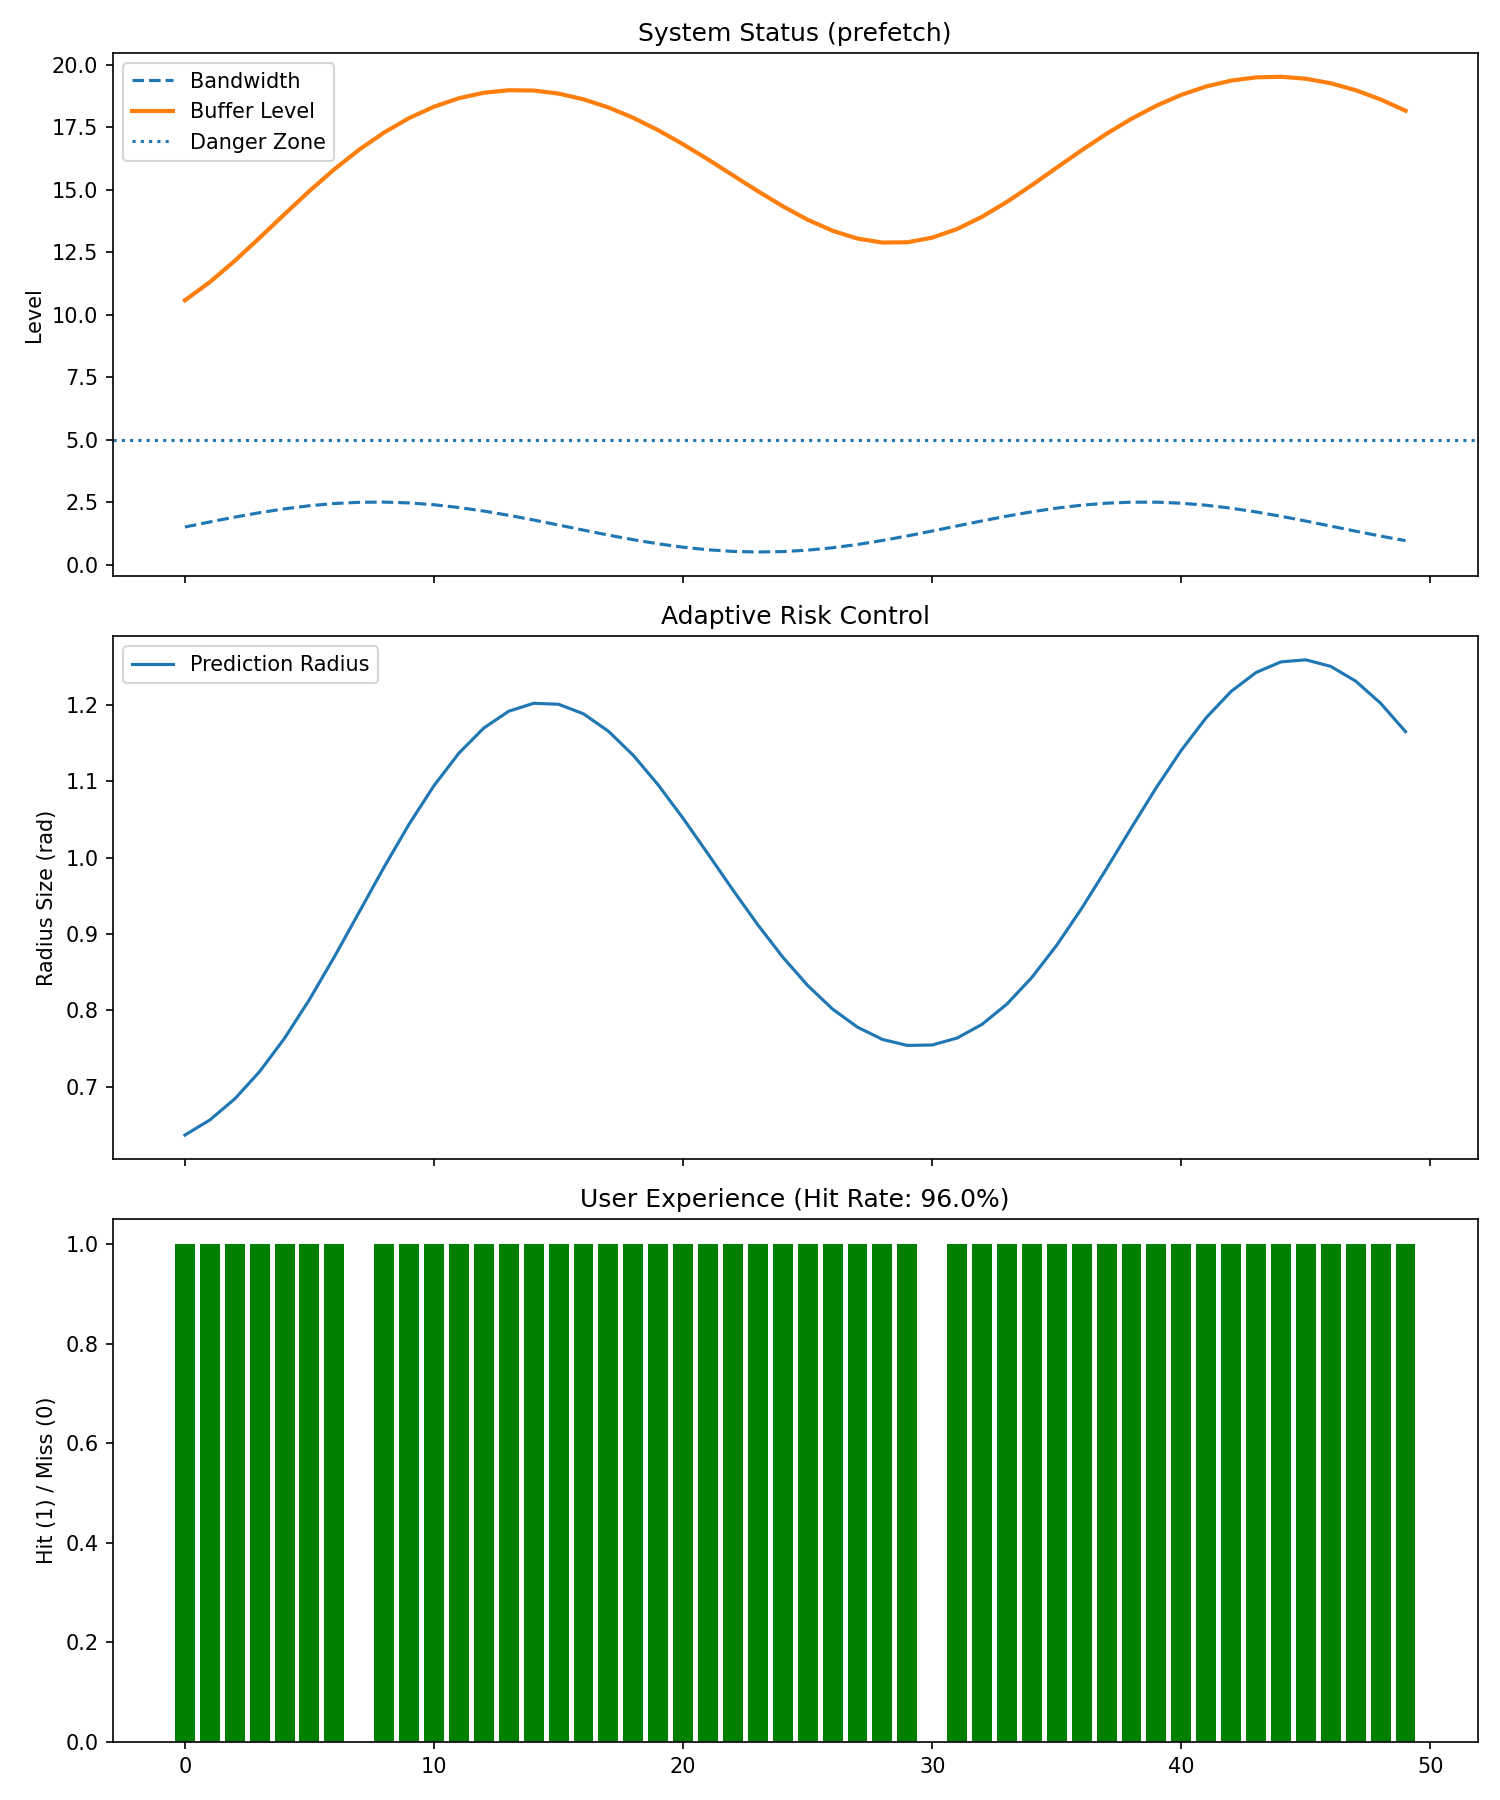 System Status (prefetch)
Bandwidth
Buffer Level
Danger Zone
Level
20.0
17.5
15.0
12.5
10.0
7.5
5.0
2.5
0.0
Adaptive Risk Control
Prediction Radius
Radius Size (rad)
1.2
1.1
1.0
0.9
0.8
0.7
User Experience (Hit Rate: 96.0%)
Hit (1) / Miss (0)
1.0
0.8
0.6
0.4
0.2
0.0
0 10 20 30 40 50